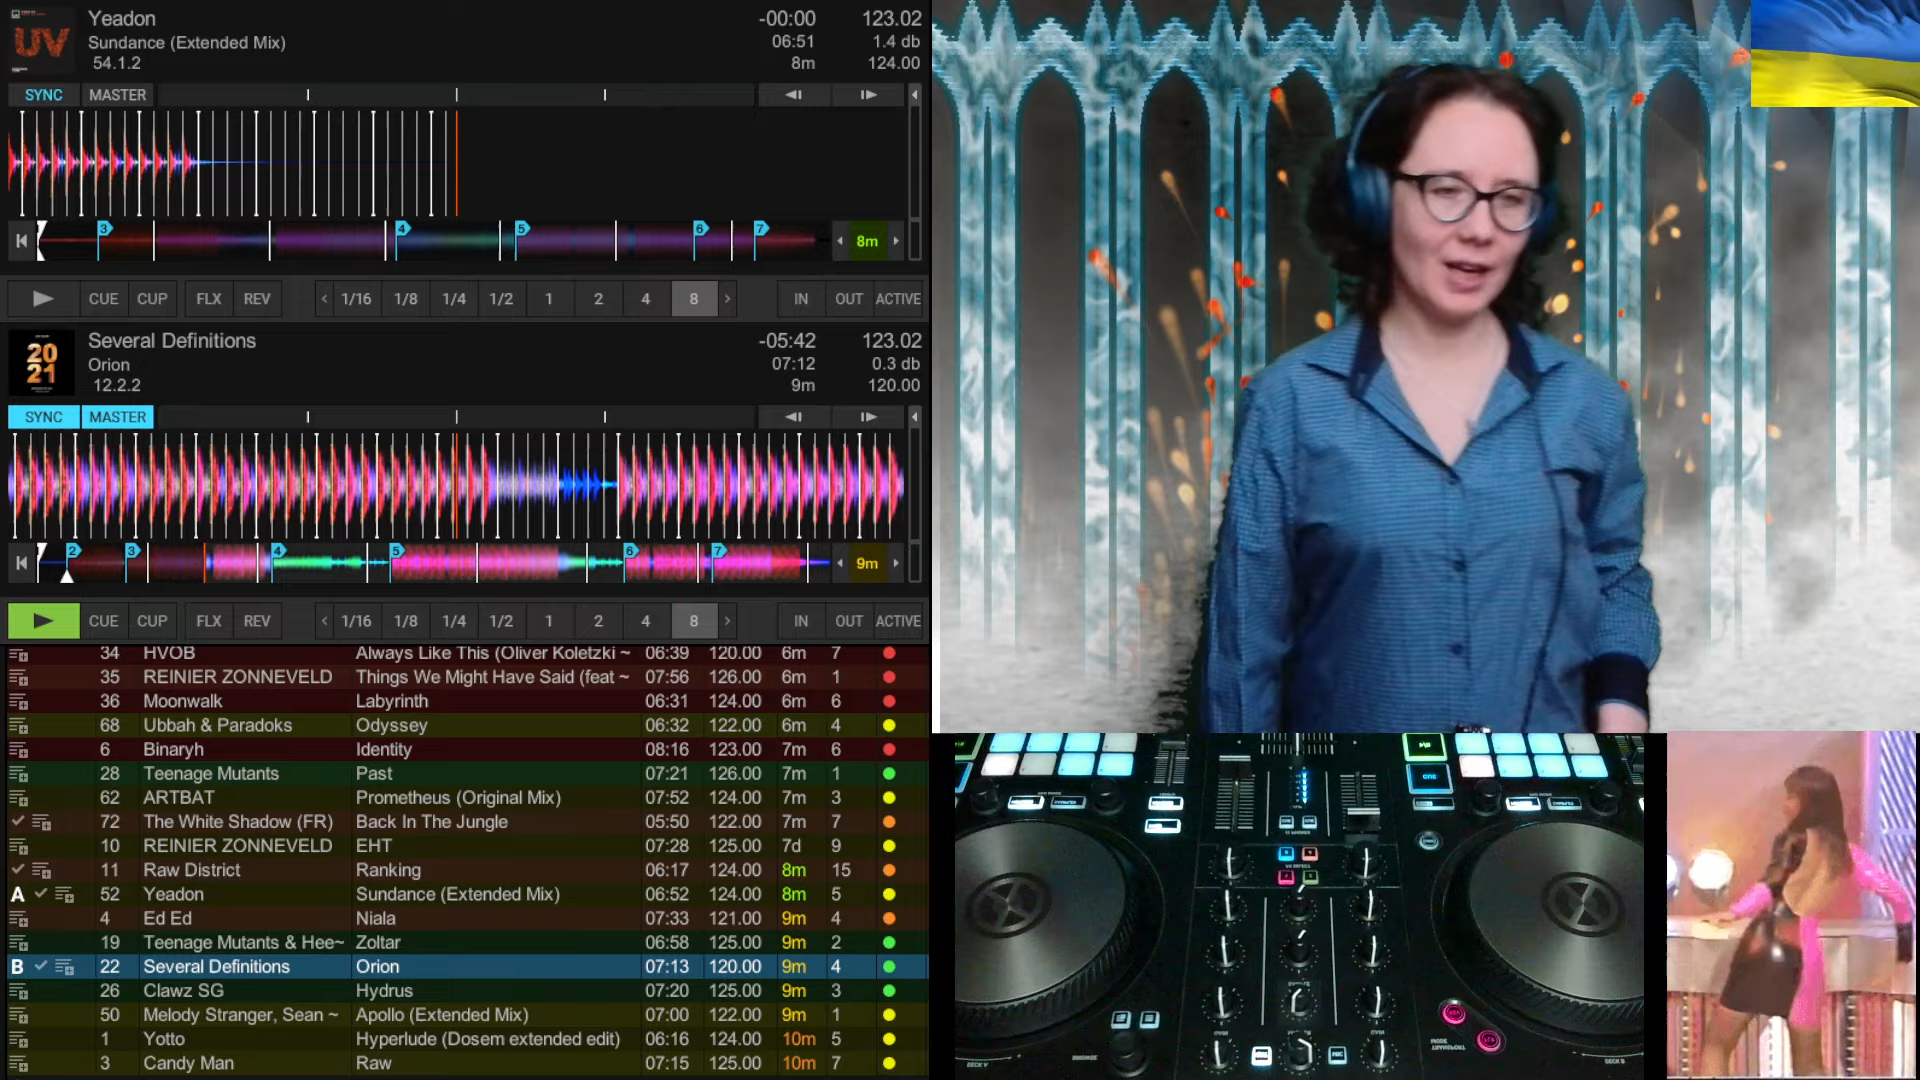 UV
Yeadon
-00:00
123.02
Sundance (Extended Mix)
06:51
1.4 db
54.1.2
8m
124.00
SYNC
MASTER
3
4
5
6
7
8m
CUE
CUP
FLX
REV
1/16
1/8
1/4
1/2
1
2
4
8
IN
OUT
ACTIVE
20
21
Several Definitions
-05:42
123.02
Orion
07:12
0.3 db
12.2.2
9m
120.00
SYNC
MASTER
2
3
4
5
6
7
9m
CUE
CUP
FLX
REV
1/16
1/8
1/4
1/2
1
2
4
8
IN
OUT
ACTIVE
34 HVOB Always Like This (Oliver Koletzki ~ 06:39 120.00 6m 7
35 REINIER ZONNEVELD Things We Might Have Said (feat ~ 07:56 126.00 6m 1
36 Moonwalk Labyrinth 06:31 124.00 6m 6
68 Ubbah & Paradoks Odyssey 06:32 122.00 6m 4
6 Binaryh Identity 08:16 123.00 7m 6
28 Teenage Mutants Past 07:21 126.00 7m 1
62 ARTBAT Prometheus (Original Mix) 07:52 124.00 7m 3
72 The White Shadow (FR) Back In The Jungle 05:50 122.00 7m 7
10 REINIER ZONNEVELD EHT 07:28 125.00 7d 9
11 Raw District Ranking 06:17 124.00 8m 15
A 52 Yeadon Sundance (Extended Mix) 06:52 124.00 8m 5
4 Ed Ed Niala 07:33 121.00 9m 4
19 Teenage Mutants & Hee~ Zoltar 06:58 125.00 9m 2
B 22 Several Definitions Orion 07:13 120.00 9m 4
26 Clawz SG Hydrus 07:20 125.00 9m 3
50 Melody Stranger, Sean ~ Apollo (Extended Mix) 07:00 122.00 9m 1
1 Yotto Hyperlude (Dosem extended edit) 06:16 124.00 10m 5
3 Candy Man Raw 07:15 125.00 10m 7